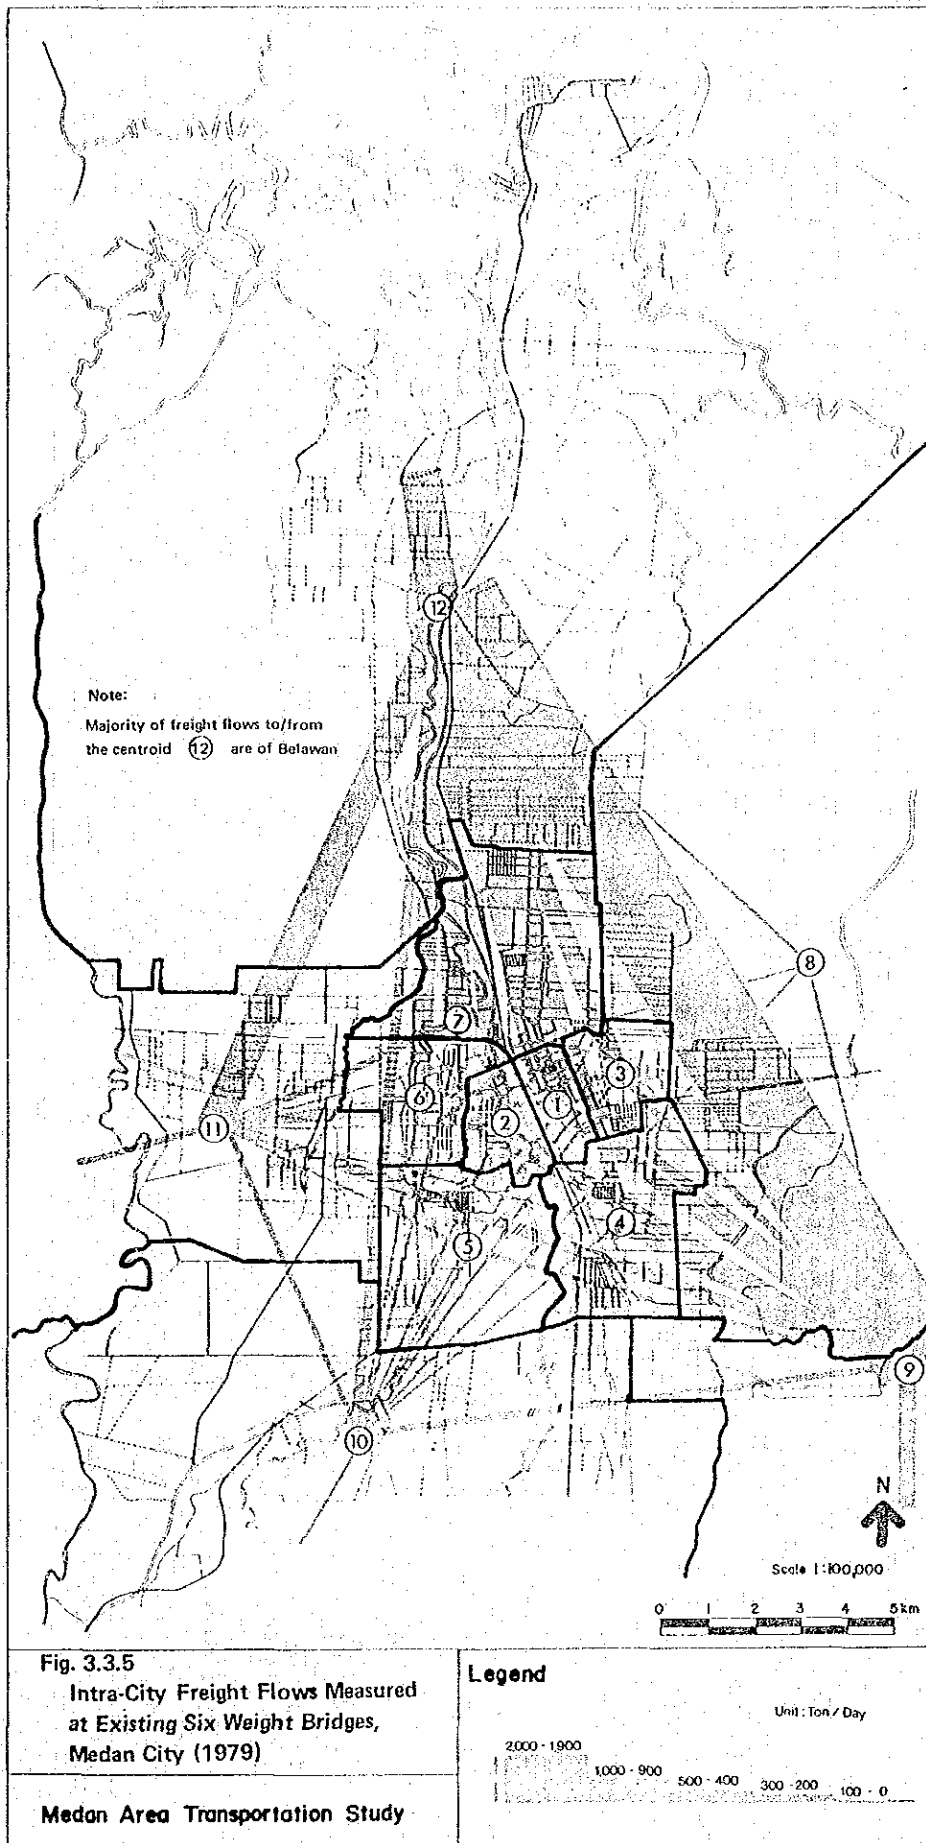 12
Note:
Majority of freight flows to/from
the centroid 12 are of Belawan
8
7
3
6
1
2
11
4
5
9
10
N
Scale 1:100,000
0 1 2 3 4 5km
Fig. 3.3.5
Intra-City Freight Flows Measured
at Existing Six Weight Bridges,
Medan City (1979)
Medan Area Transportation Study
Legend
Unit: Ton / Day
2,000 - 1,900
1,000 - 900
500 - 400
300 - 200
100 - 0